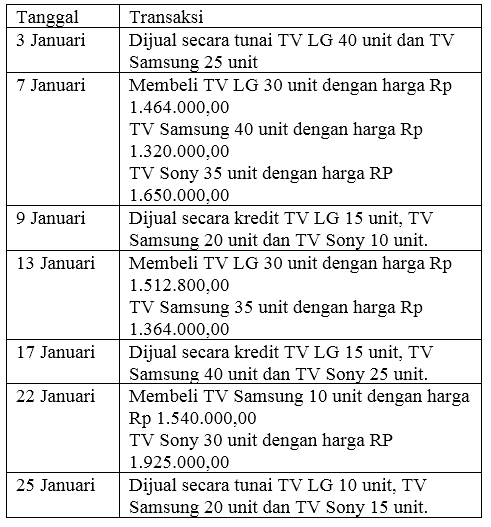 Tanggal Transaksi
3 Januari Dijual secara tunai TV LG 40 unit dan TV
Samsung 25 unit
7 Januari Membeli TV LG 30 unit dengan harga Rp
1.464.000,00
TV Samsung 40 unit dengan harga Rp
1.320.000,00
TV Sony 35 unit dengan harga RP
1.650.000,00
9 Januari Dijual secara kredit TV LG 15 unit, TV
Samsung 20 unit dan TV Sony 10 unit.
13 Januari Membeli TV LG 30 unit dengan harga Rp
1.512.800,00
TV Samsung 35 unit dengan harga Rp
1.364.000,00
17 Januari Dijual secara kredit TV LG 15 unit, TV
Samsung 40 unit dan TV Sony 25 unit.
22 Januari Membeli TV Samsung 10 unit dengan harga
Rp 1.540.000,00
TV Sony 30 unit dengan harga RP
1.925.000,00
25 Januari Dijual secara tunai TV LG 10 unit, TV
Samsung 20 unit dan TV Sony 15 unit.